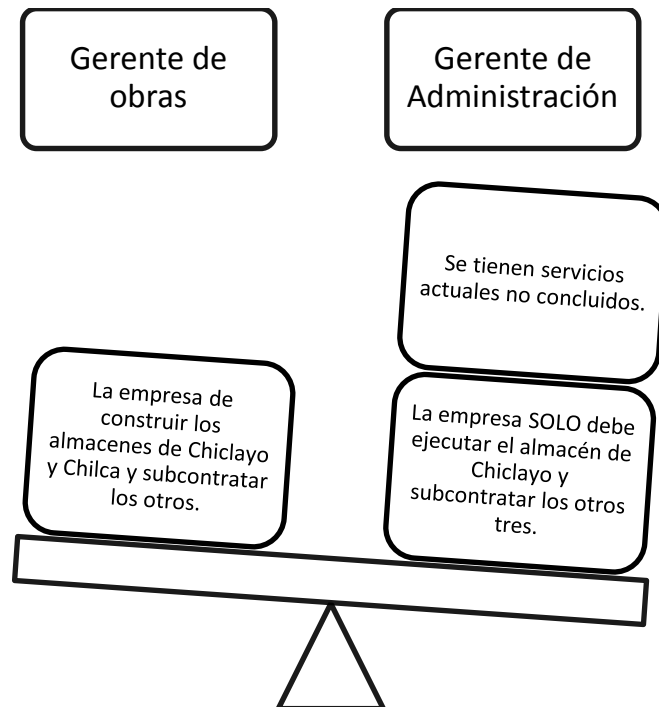 Gerente de
obras
Gerente de
Administración
Se tienen servicios
actuales no concluidos.
La empresa de
construir los
almacenes de Chiclayo
y Chilca y subcontratar
los otros.
La empresa SOLO debe
ejecutar el almacén de
Chiclayo y
subcontratar los otros
tres.